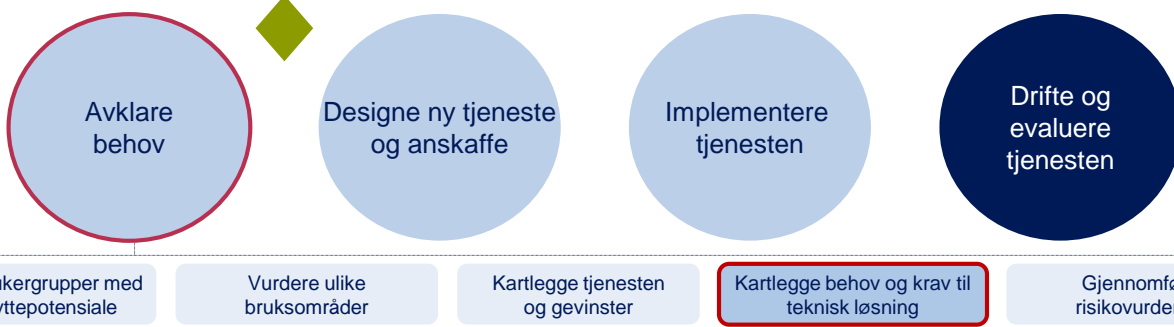 Avklare
behov
Designe ny tjeneste
og anskaffe
Implementere
tjenesten
Drifte og
evaluere
tjenesten
med
Vurdere ulike
bruksområder
Kartlegge tjenesten
og gevinster
Kartlegge behov og krav til
teknisk løsning